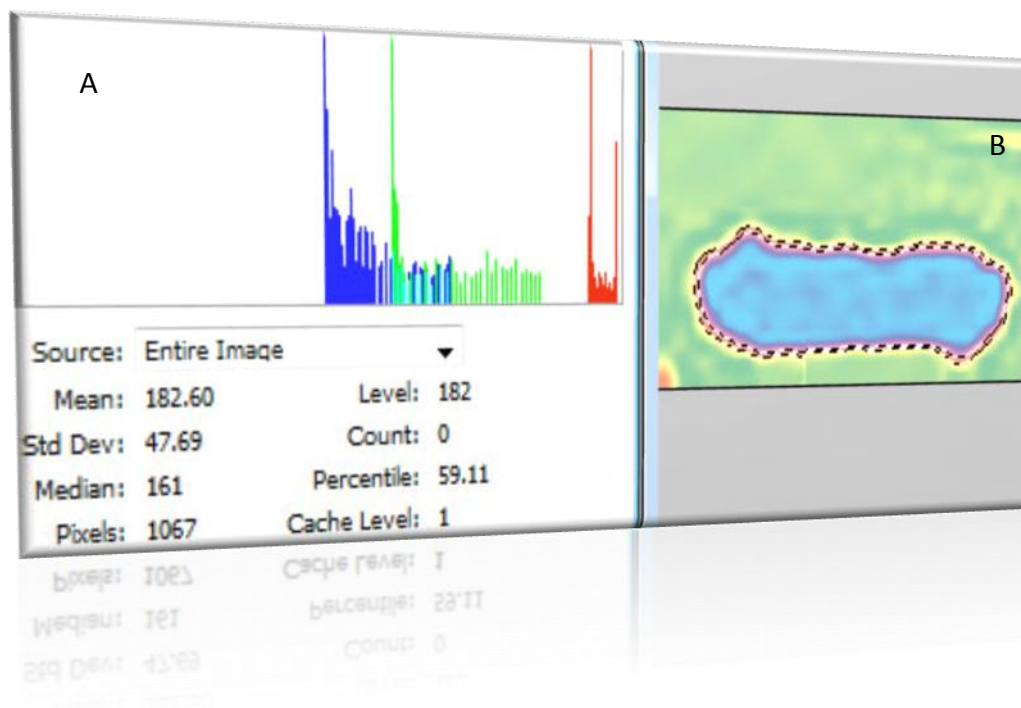 A
B
Source: Entire Image
Mean: 182.60 Level: 182
Std Dev: 47.69 Count: 0
Median: 161 Percentile: 59.11
Pixels: 1067 Cache Level: 1